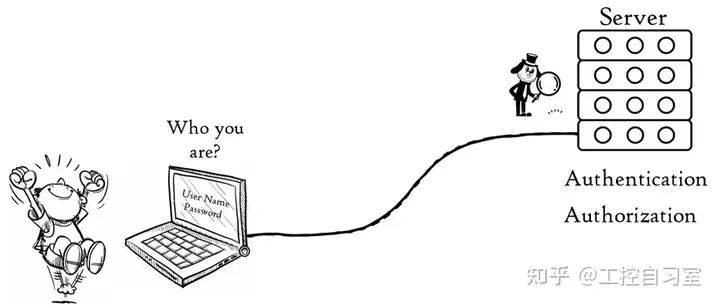 Server
Who you
are?
User Name
Password
Authentication
Authorization
知乎 @工控自习室